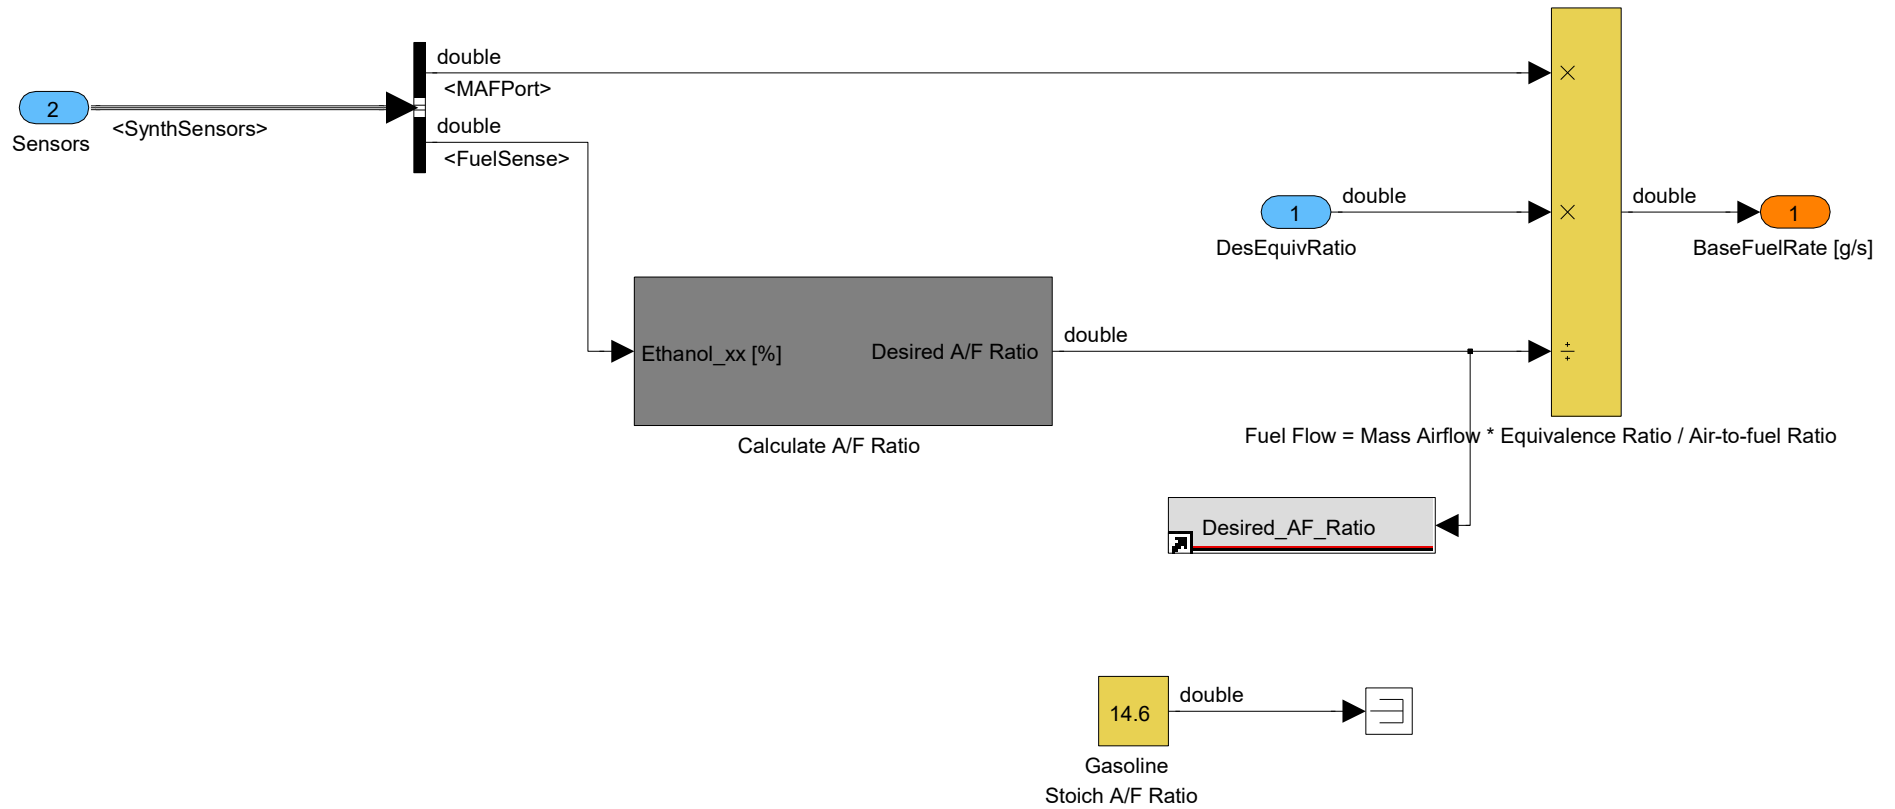 double
<MAFPort>
2
<SynthSensors>
Sensors
double
<FuelSense>
×
1
double
DesEquivRatio
×
double
1
BaseFuelRate [g/s]
Ethanol_xx [%]
Desired A/F Ratio
double
÷
Calculate A/F Ratio
Fuel Flow = Mass Airflow * Equivalence Ratio / Air-to-fuel Ratio
Desired_AF_Ratio
14.6
double
Gasoline
Stoich A/F Ratio